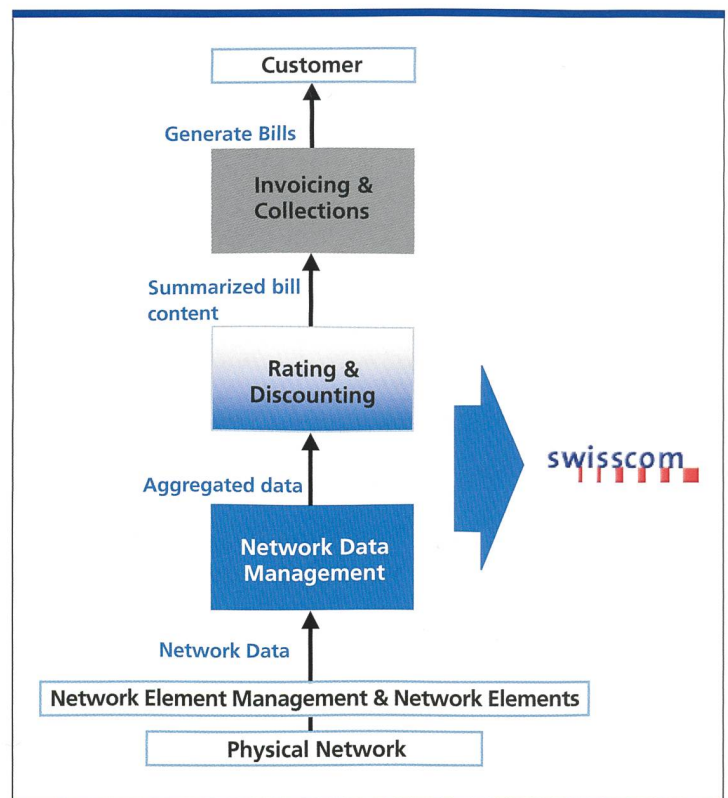 Customer
Generate Bills
Invoicing &
Collections
Summarized bill
content
Rating &
Discounting
Aggregated data
swisscom
Network Data
Management
Network Data
Network Element Management & Network Elements
Physical Network